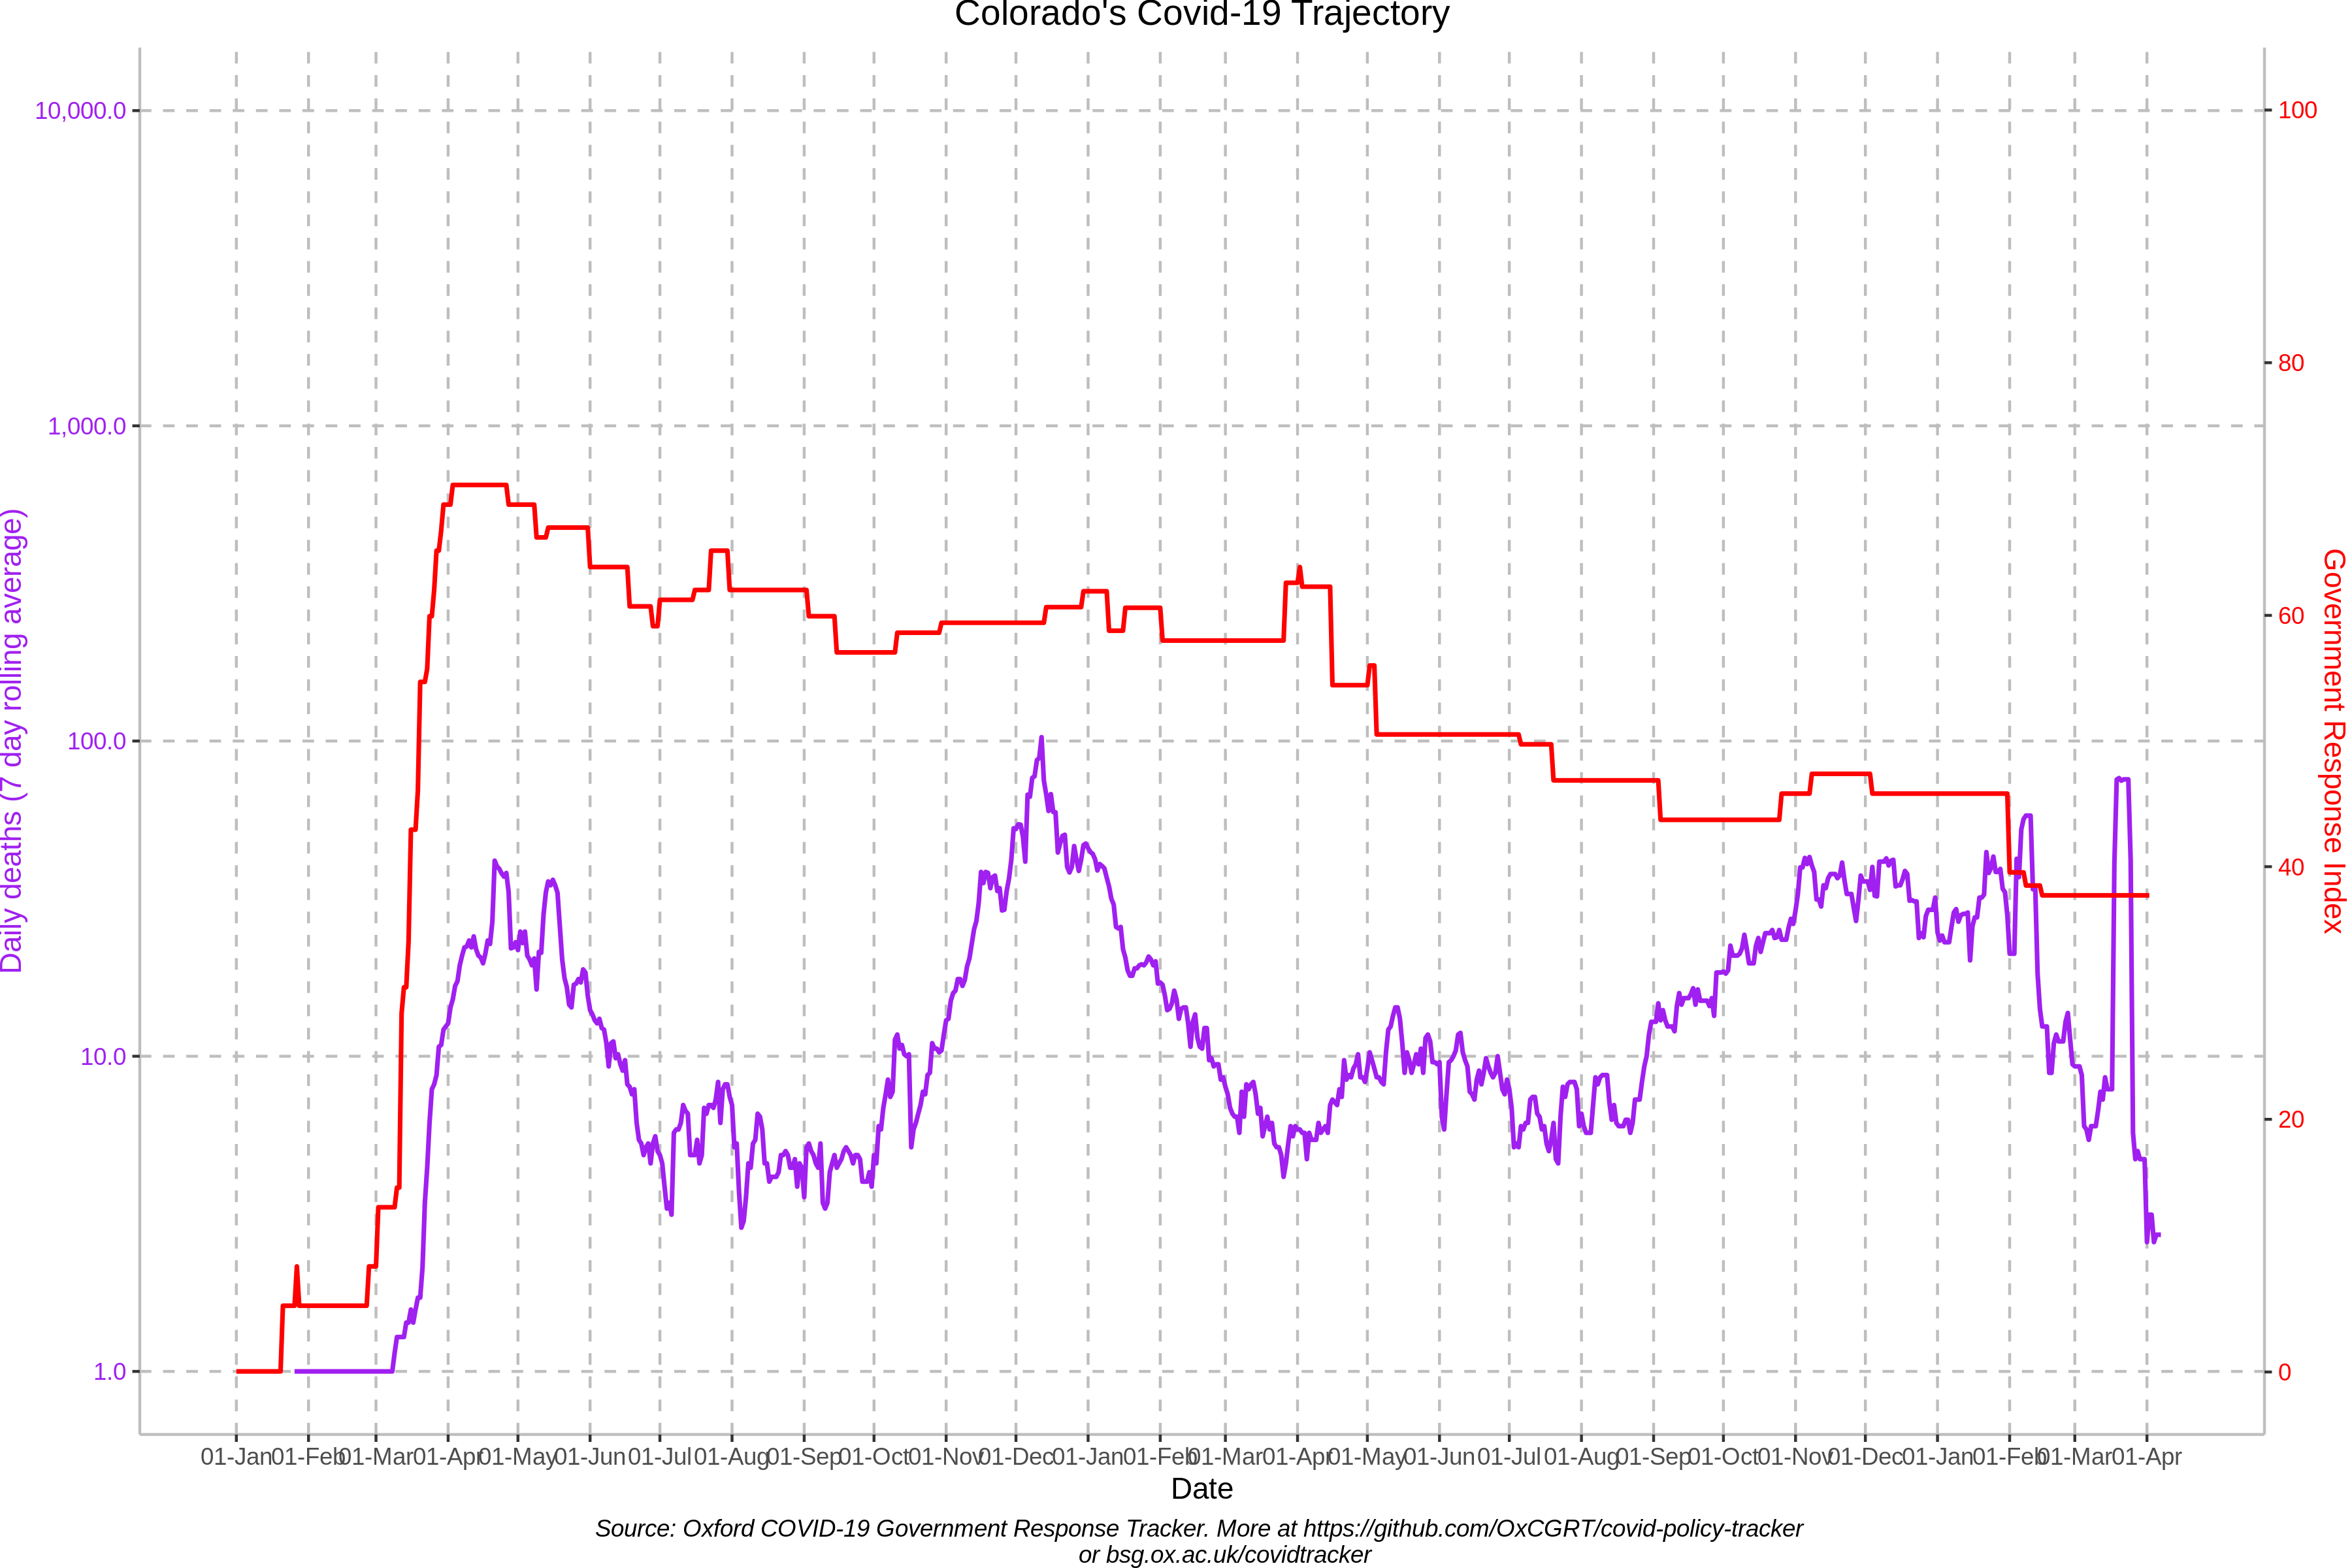 Colorado's Covid-19 Trajectory
10,000.0
1,000.0
100.0
10.0
1.0
Daily deaths (7 day rolling average)
100
80
60
40
20
0
Government Response Index
01-Jan 01-Feb 01-Mar 01-Apr 01-May 01-Jun 01-Jul 01-Aug 01-Sep 01-Oct 01-Nov 01-Dec 01-Jan 01-Feb 01-Mar 01-Apr 01-May 01-Jun 01-Jul 01-Aug 01-Sep 01-Oct 01-Nov 01-Dec 01-Jan 01-Feb 01-Mar 01-Apr
Date
Source: Oxford COVID-19 Government Response Tracker. More at https://github.com/OxCGRT/covid-policy-tracker
or bsg.ox.ac.uk/covidtracker